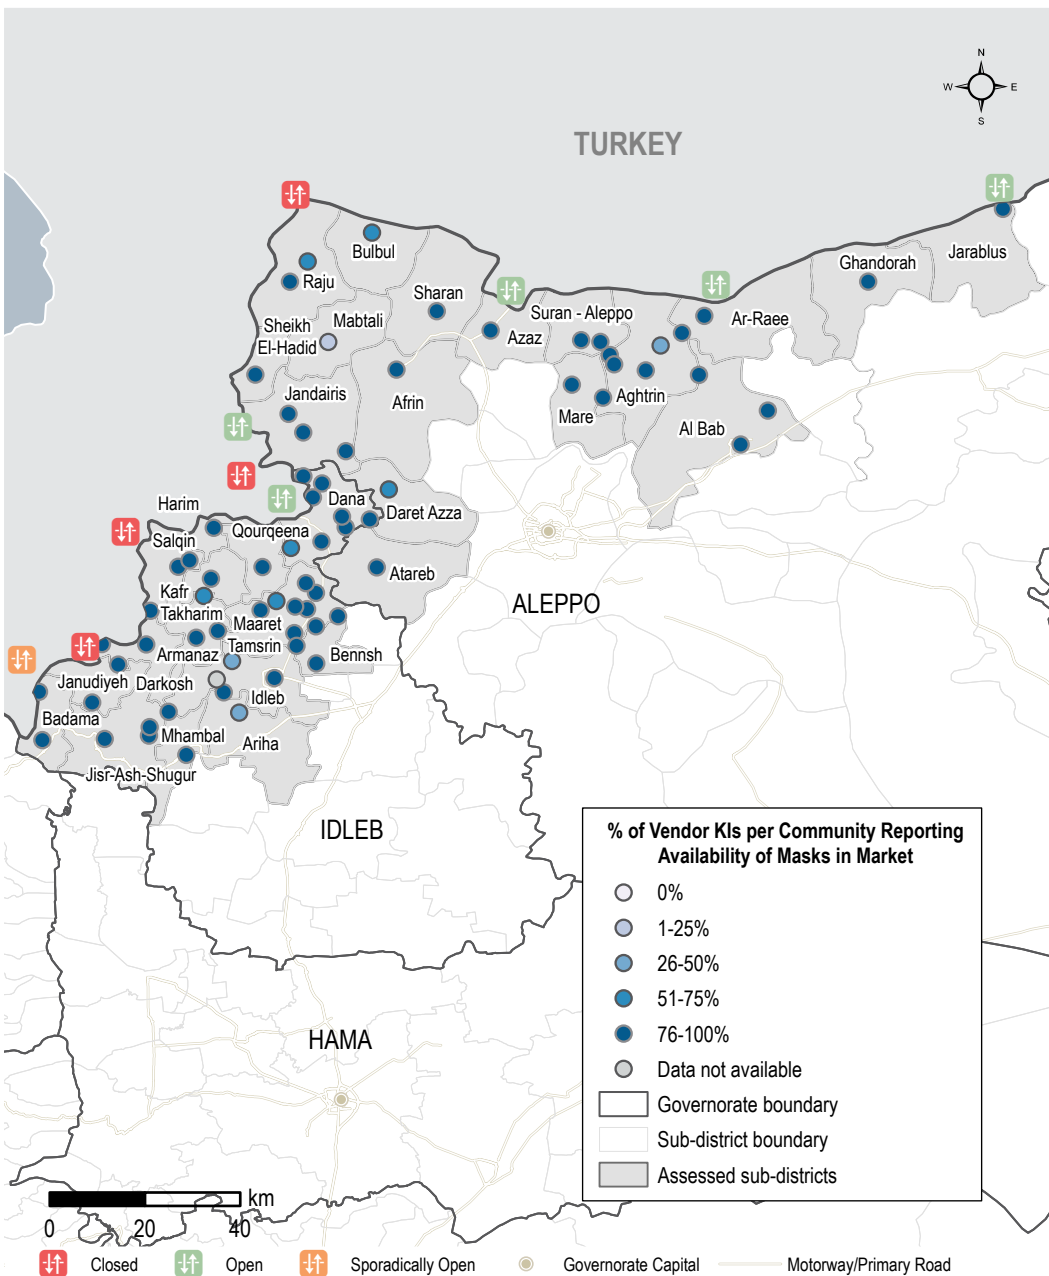 N
W
E
S
TURKEY
Bulbul
Raju
Sharan
Sheikh
El-Hadid
Mabtali
Jandairis
Afrin
Azaz
Suran - Aleppo
Ar-Raee
Ghandorah
Jarablus
Mare
Aghtrin
Al Bab
Dana
Daret Azza
Harim
Qourqeena
Salqin
Atareb
Kafr
Takharim
Maaret
Tamsrin
Armanaz
Bennsh
Janudiyeh
Darkosh
Idleb
Badama
Mhambal
Ariha
Jisr-Ash-Shugur
ALEPPO
IDLEB
HAMA
% of Vendor KIs per Community Reporting
Availability of Masks in Market
0%
1-25%
26-50%
51-75%
76-100%
Data not available
Governorate boundary
Sub-district boundary
Assessed sub-districts
km
0 20 40
Closed
Open
Sporadically Open
Governorate Capital
Motorway/Primary Road